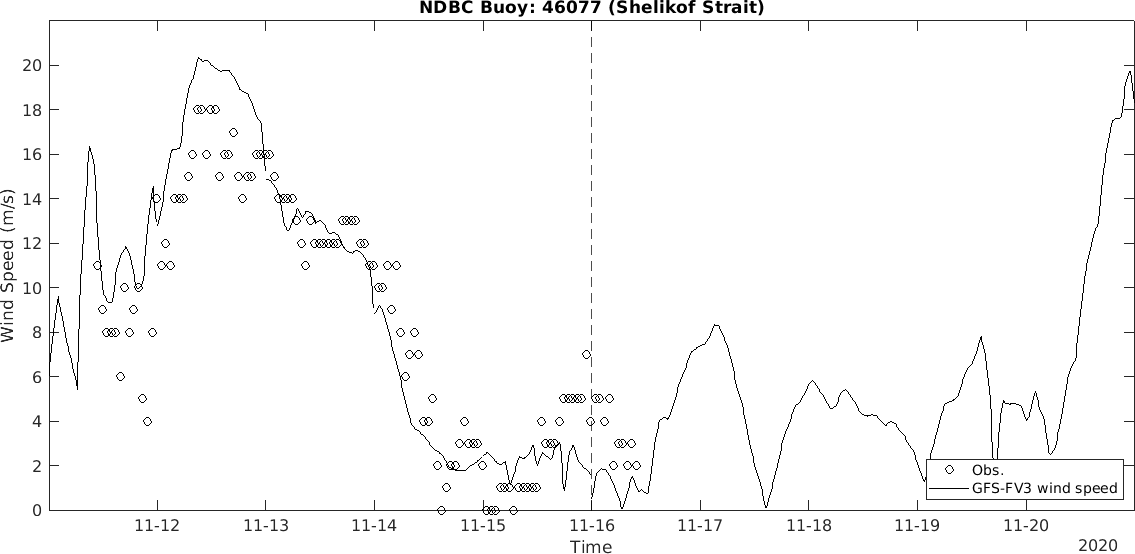 NDBC Buoy: 46077 (Shelikof Strait)
Wind Speed (m/s)
20
18
16
14
12
10
8
6
4
2
0
Obs.
GFS-FV3 wind speed
11-12 11-13 11-14 11-15 11-16 11-17 11-18 11-19 11-20
Time
2020